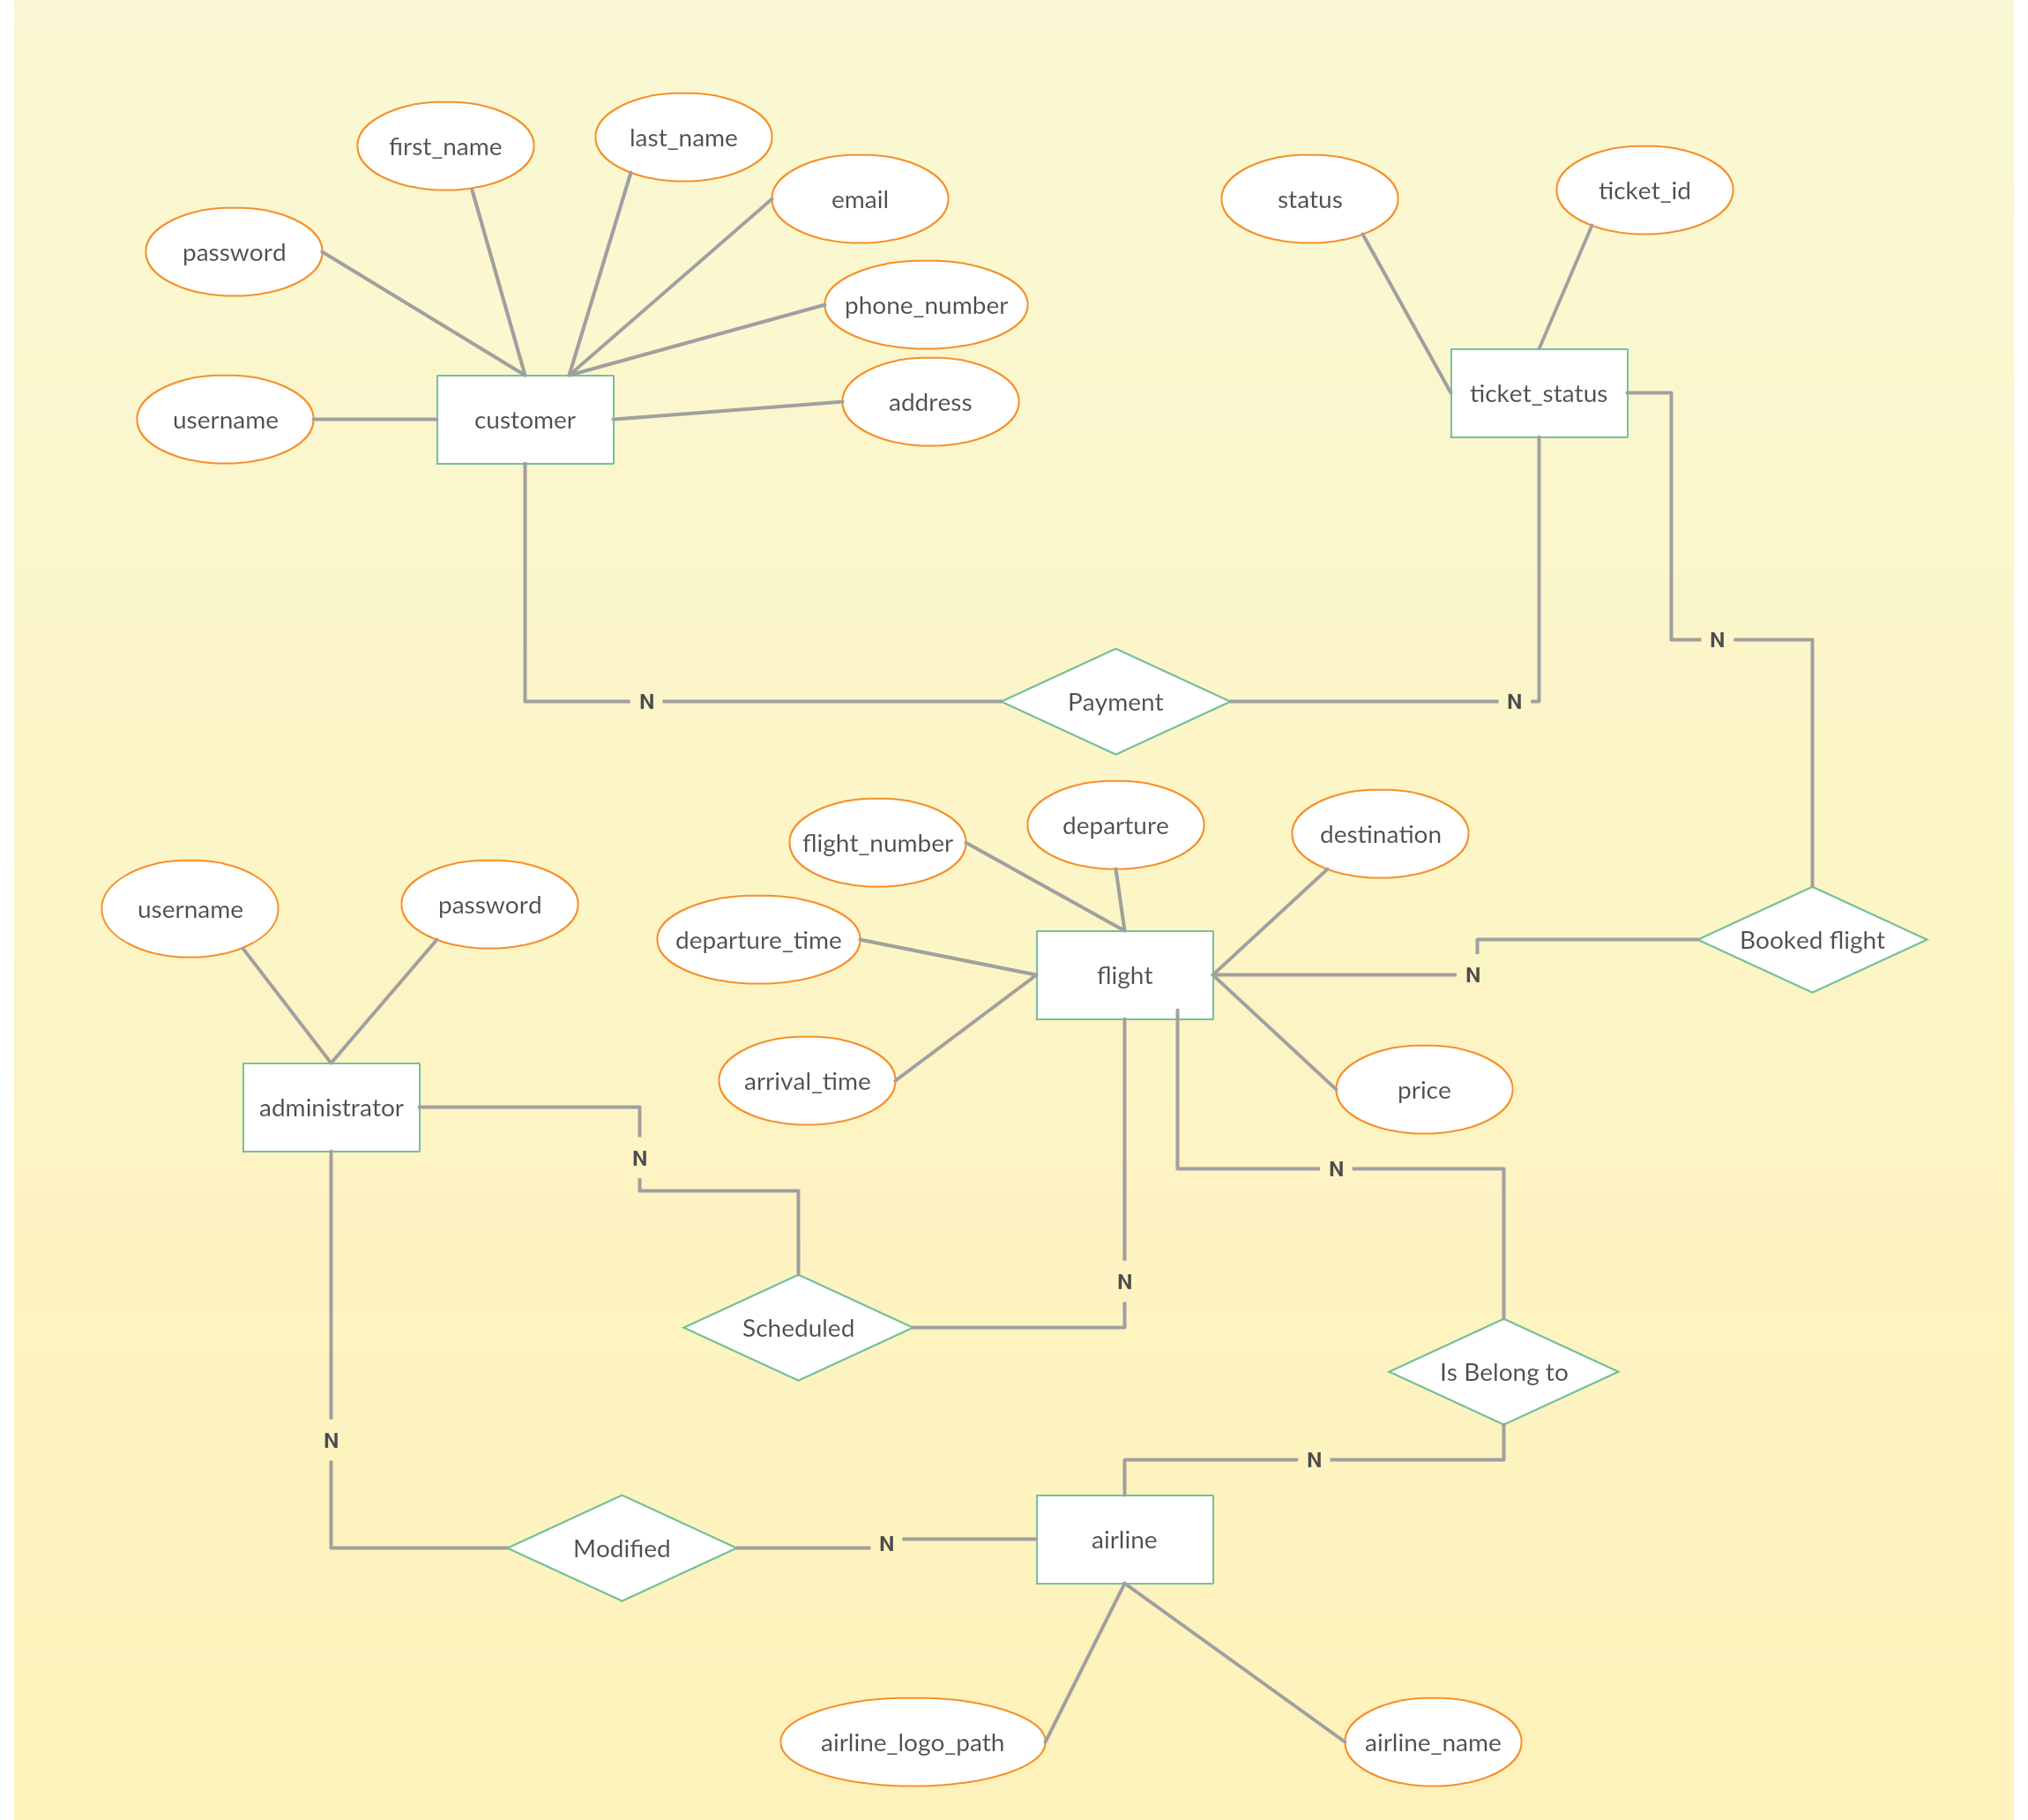 last_name
first_name
email
status
ticket_id
password
phone_number
address
ticket_status
username
customer
N
N
Payment
N
departure
destination
flight_number
username
password
departure_time
Booked flight
flight
N
arrival_time
price
administrator
N
N
N
Scheduled
Is Belong to
N
N
Modified
N
airline
airline_logo_path
airline_name